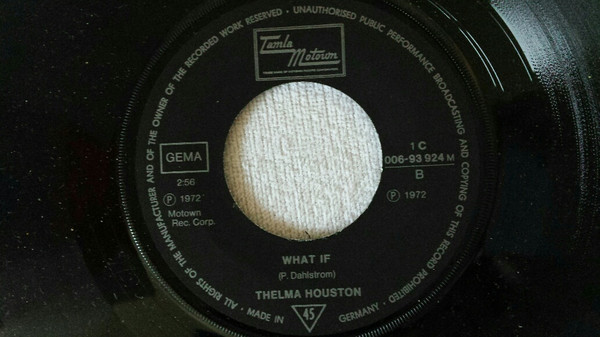 ALL RIGHTS OF THE MANUFACTURER AND OF THE OWNER OF THE RECORDED WORK RESERVED • UNAUTHORISED PUBLIC PERFORMANCE BROADCASTING AND COPYING OF THIS RECORD PROHIBITED •
Tamla
Motown
GEMA
2:56
Ⓟ 1972
Motown
Rec. Corp.
1 C
006-93 924 M
B
Ⓟ 1972
WHAT IF
(P. Dahlstrom)
THELMA HOUSTON
MADE IN
45
GERMANY